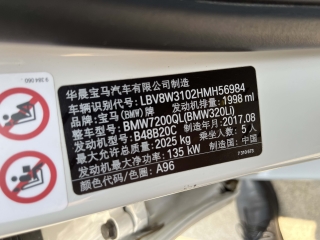 华晨宝马汽车有限公司制造
车辆识别代号: LBV8W3102HMH56984
品牌: 宝马(BMW)牌 发动机排量: 1998 ml
整车型号: BMW7200QL(BMW320Li)
发动机型号: B48B20C 制造年月: 2017.08
最大允许总质量: 2025 kg 乘坐人数: 5 人
发动机最大净功率: 135 kW 制造国: 中国
颜色代码/色卷: A96